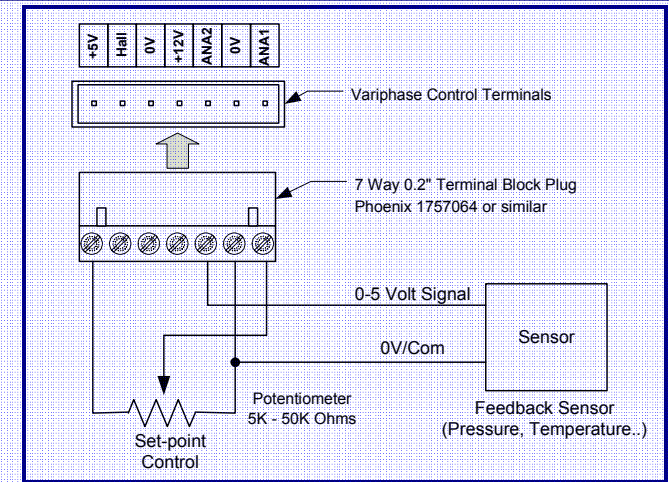 +5V
Hall
0V
+12V
ANA2
0V
ANA1
Variphase Control Terminals
7 Way 0.2" Terminal Block Plug
Phoenix 1757064 or similar
0-5 Volt Signal
Sensor
0V/Com
Potentiometer
5K - 50K Ohms
Feedback Sensor
(Pressure, Temperature..)
Set-point
Control